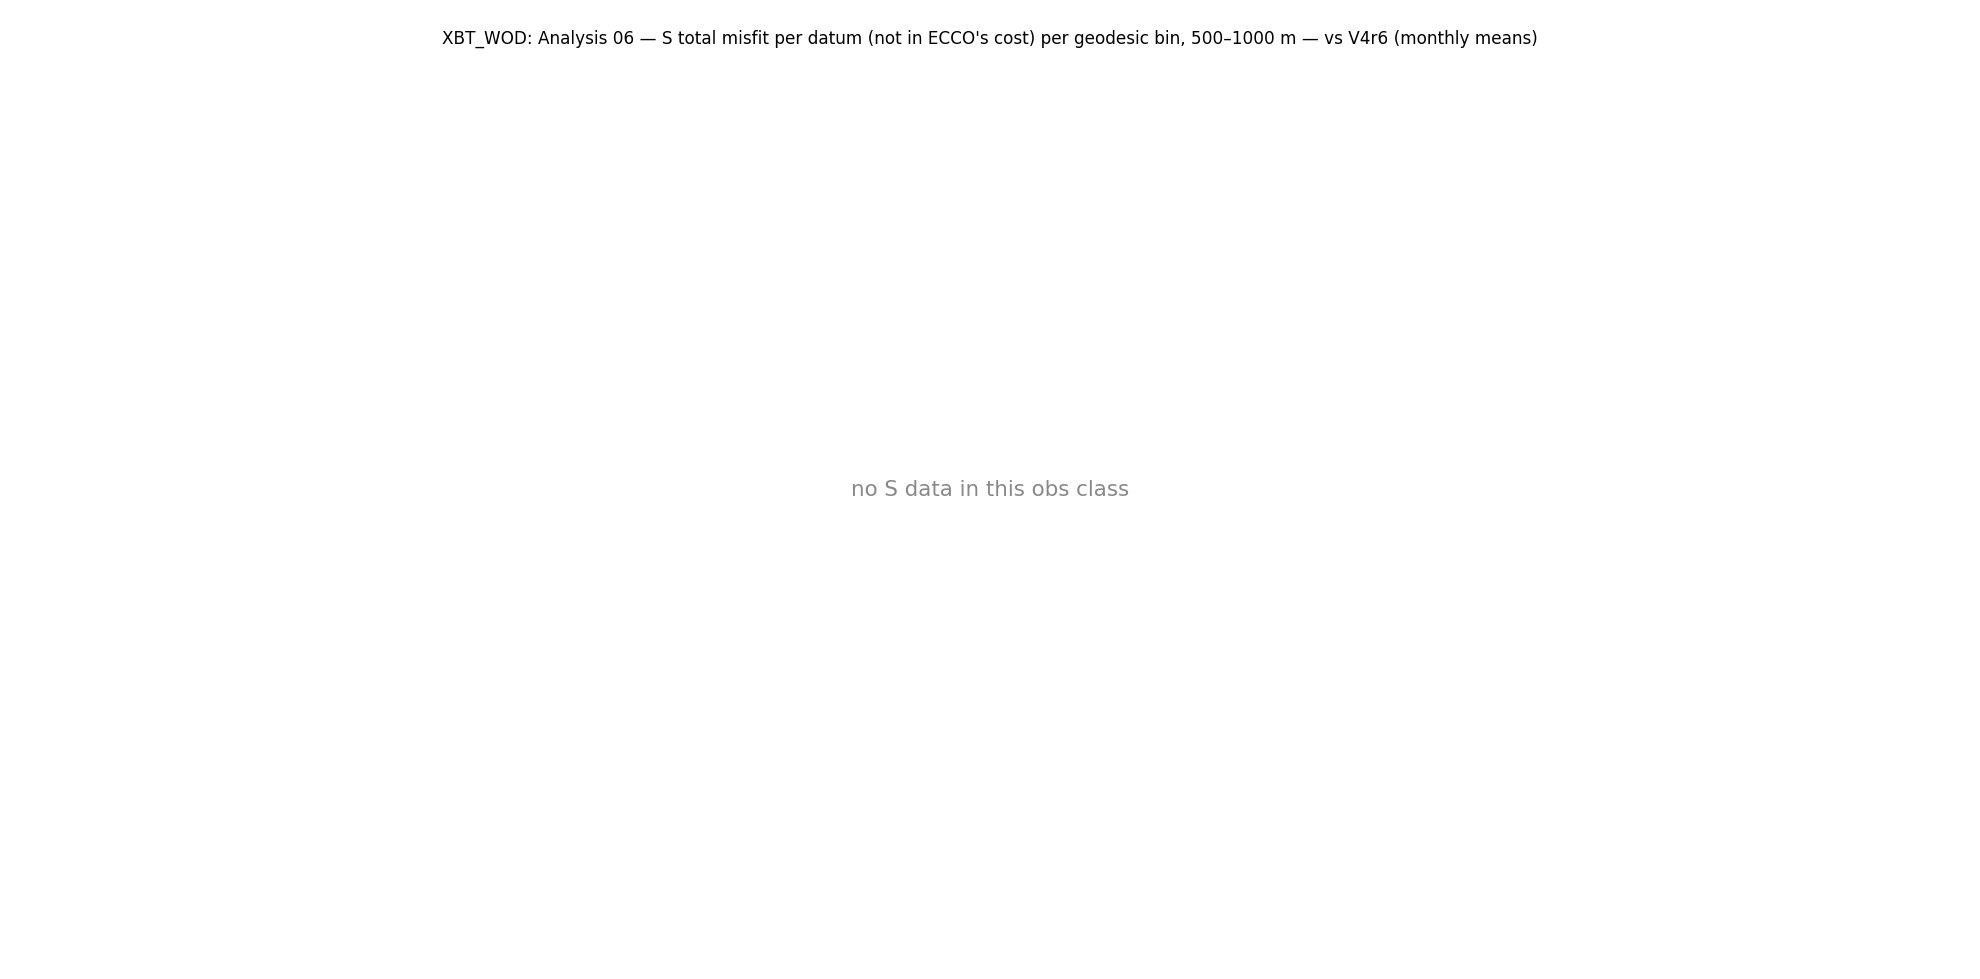 XBT_WOD: Analysis 06 — S total misfit per datum (not in ECCO's cost) per geodesic bin, 500–1000 m — vs V4r6 (monthly means)
no S data in this obs class